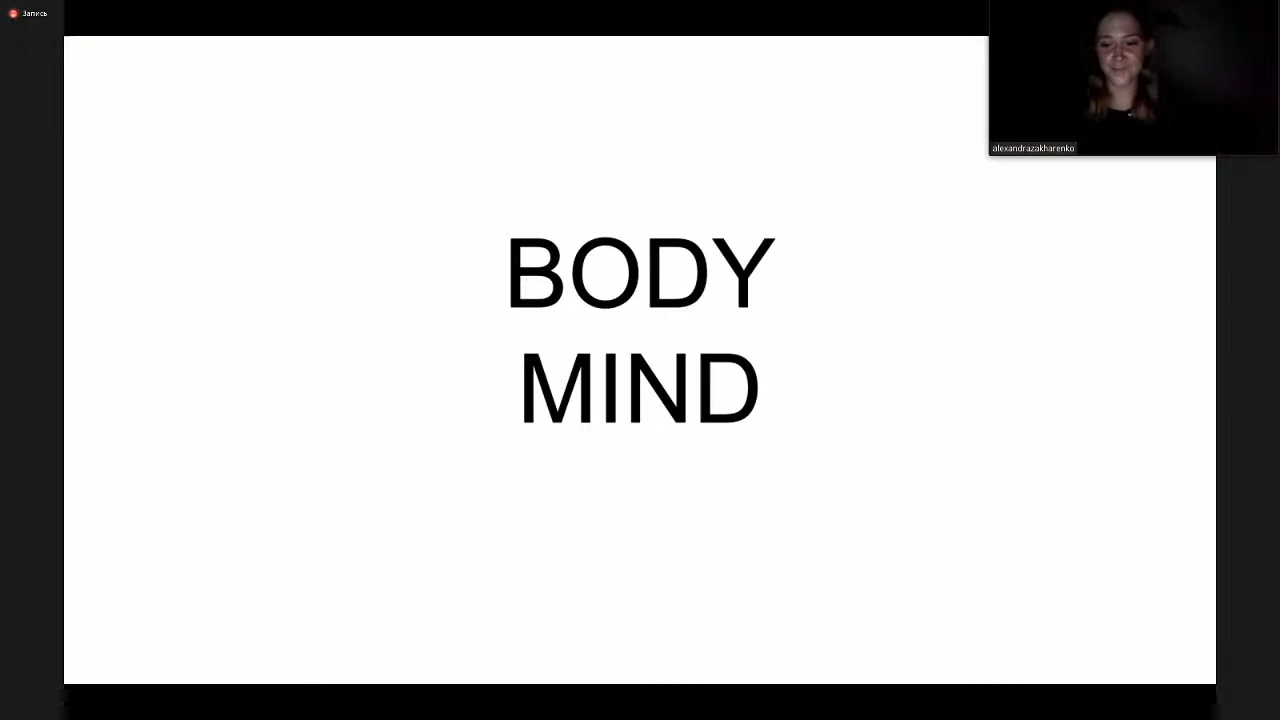 Запись
alexandrazakharenko
BODY
MIND